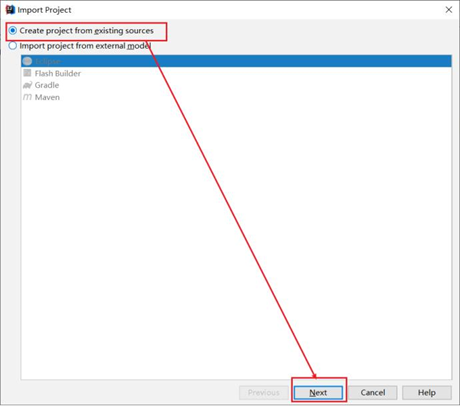 Import Project
Create project from existing sources
Import project from external model
Eclipse
Flash Builder
Gradle
Maven
Previous
Next
Cancel
Help